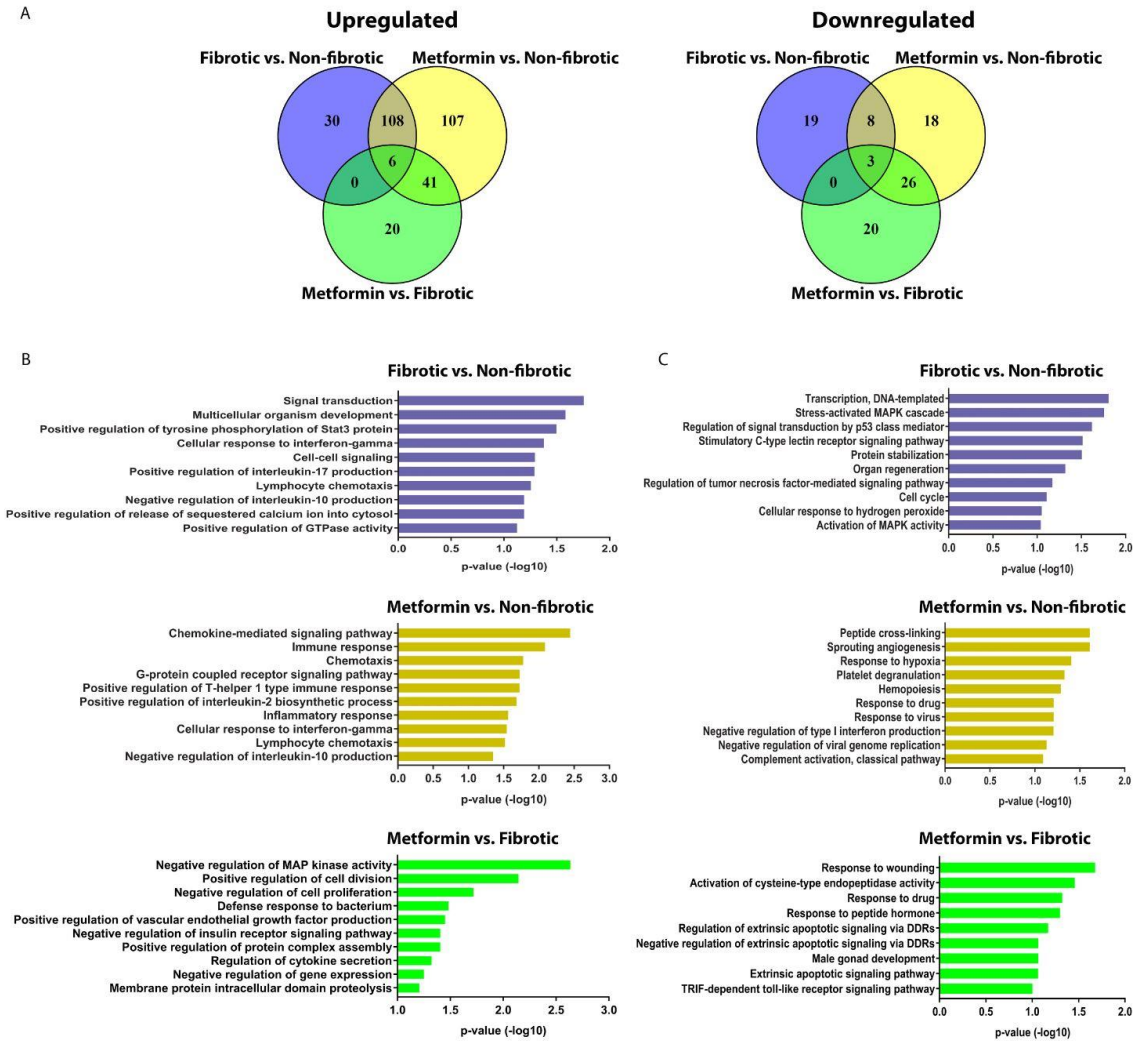 A
Upregulated
Downregulated
Fibrotic vs. Non-fibrotic
Metformin vs. Non-fibrotic
Fibrotic vs. Non-fibrotic
Metformin vs. Non-fibrotic
30
108
107
6
0
41
20
19
8
18
3
0
26
20
Metformin vs. Fibrotic
Metformin vs. Fibrotic
B
Fibrotic vs. Non-fibrotic
Signal transduction
Multicellular organism development
Positive regulation of tyrosine phosphorylation of Stat3 protein
Cellular response to interferon-gamma
Cell-cell signaling
Positive regulation of interleukin-17 production
Lymphocyte chemotaxis
Negative regulation of interleukin-10 production
Positive regulation of release of sequestered calcium ion into cytosol
Positive regulation of GTPase activity
0.0 0.5 1.0 1.5 2.0
p-value (-log10)
Metformin vs. Non-fibrotic
Chemokine-mediated signaling pathway
Immune response
Chemotaxis
G-protein coupled receptor signaling pathway
Positive regulation of T-helper 1 type immune response
Positive regulation of interleukin-2 biosynthetic process
Inflammatory response
Cellular response to interferon-gamma
Lymphocyte chemotaxis
Negative regulation of interleukin-10 production
0.0 0.5 1.0 1.5 2.0 2.5 3.0
p-value (-log10)
Metformin vs. Fibrotic
Negative regulation of MAP kinase activity
Positive regulation of cell division
Negative regulation of cell proliferation
Defense response to bacterium
Positive regulation of vascular endothelial growth factor production
Negative regulation of insulin receptor signaling pathway
Positive regulation of protein complex assembly
Regulation of cytokine secretion
Negative regulation of gene expression
Membrane protein intracellular domain proteolysis
1.0 1.5 2.0 2.5 3.0
p-value (-log10)
C
Fibrotic vs. Non-fibrotic
Transcription, DNA-templated
Stress-activated MAPK cascade
Regulation of signal transduction by p53 class mediator
Stimulatory C-type lectin receptor signaling pathway
Protein stabilization
Organ regeneration
Regulation of tumor necrosis factor-mediated signaling pathway
Cell cycle
Cellular response to hydrogen peroxide
Activation of MAPK activity
0.0 0.5 1.0 1.5 2.0
p-value (-log10)
Metformin vs. Non-fibrotic
Peptide cross-linking
Sprouting angiogenesis
Response to hypoxia
Platelet degranulation
Hemopoiesis
Response to drug
Response to virus
Negative regulation of type I interferon production
Negative regulation of viral genome replication
Complement activation, classical pathway
0.0 0.5 1.0 1.5 2.0
p-value (-log10)
Metformin vs. Fibrotic
Response to wounding
Activation of cysteine-type endopeptidase activity
Response to drug
Response to peptide hormone
Regulation of extrinsic apoptotic signaling via DDRs
Negative regulation of extrinsic apoptotic signaling via DDRs
Male gonad development
Extrinsic apoptotic signaling pathway
TRIF-dependent toll-like receptor signaling pathway
0.0 0.5 1.0 1.5 2.0
p-value (-log10)